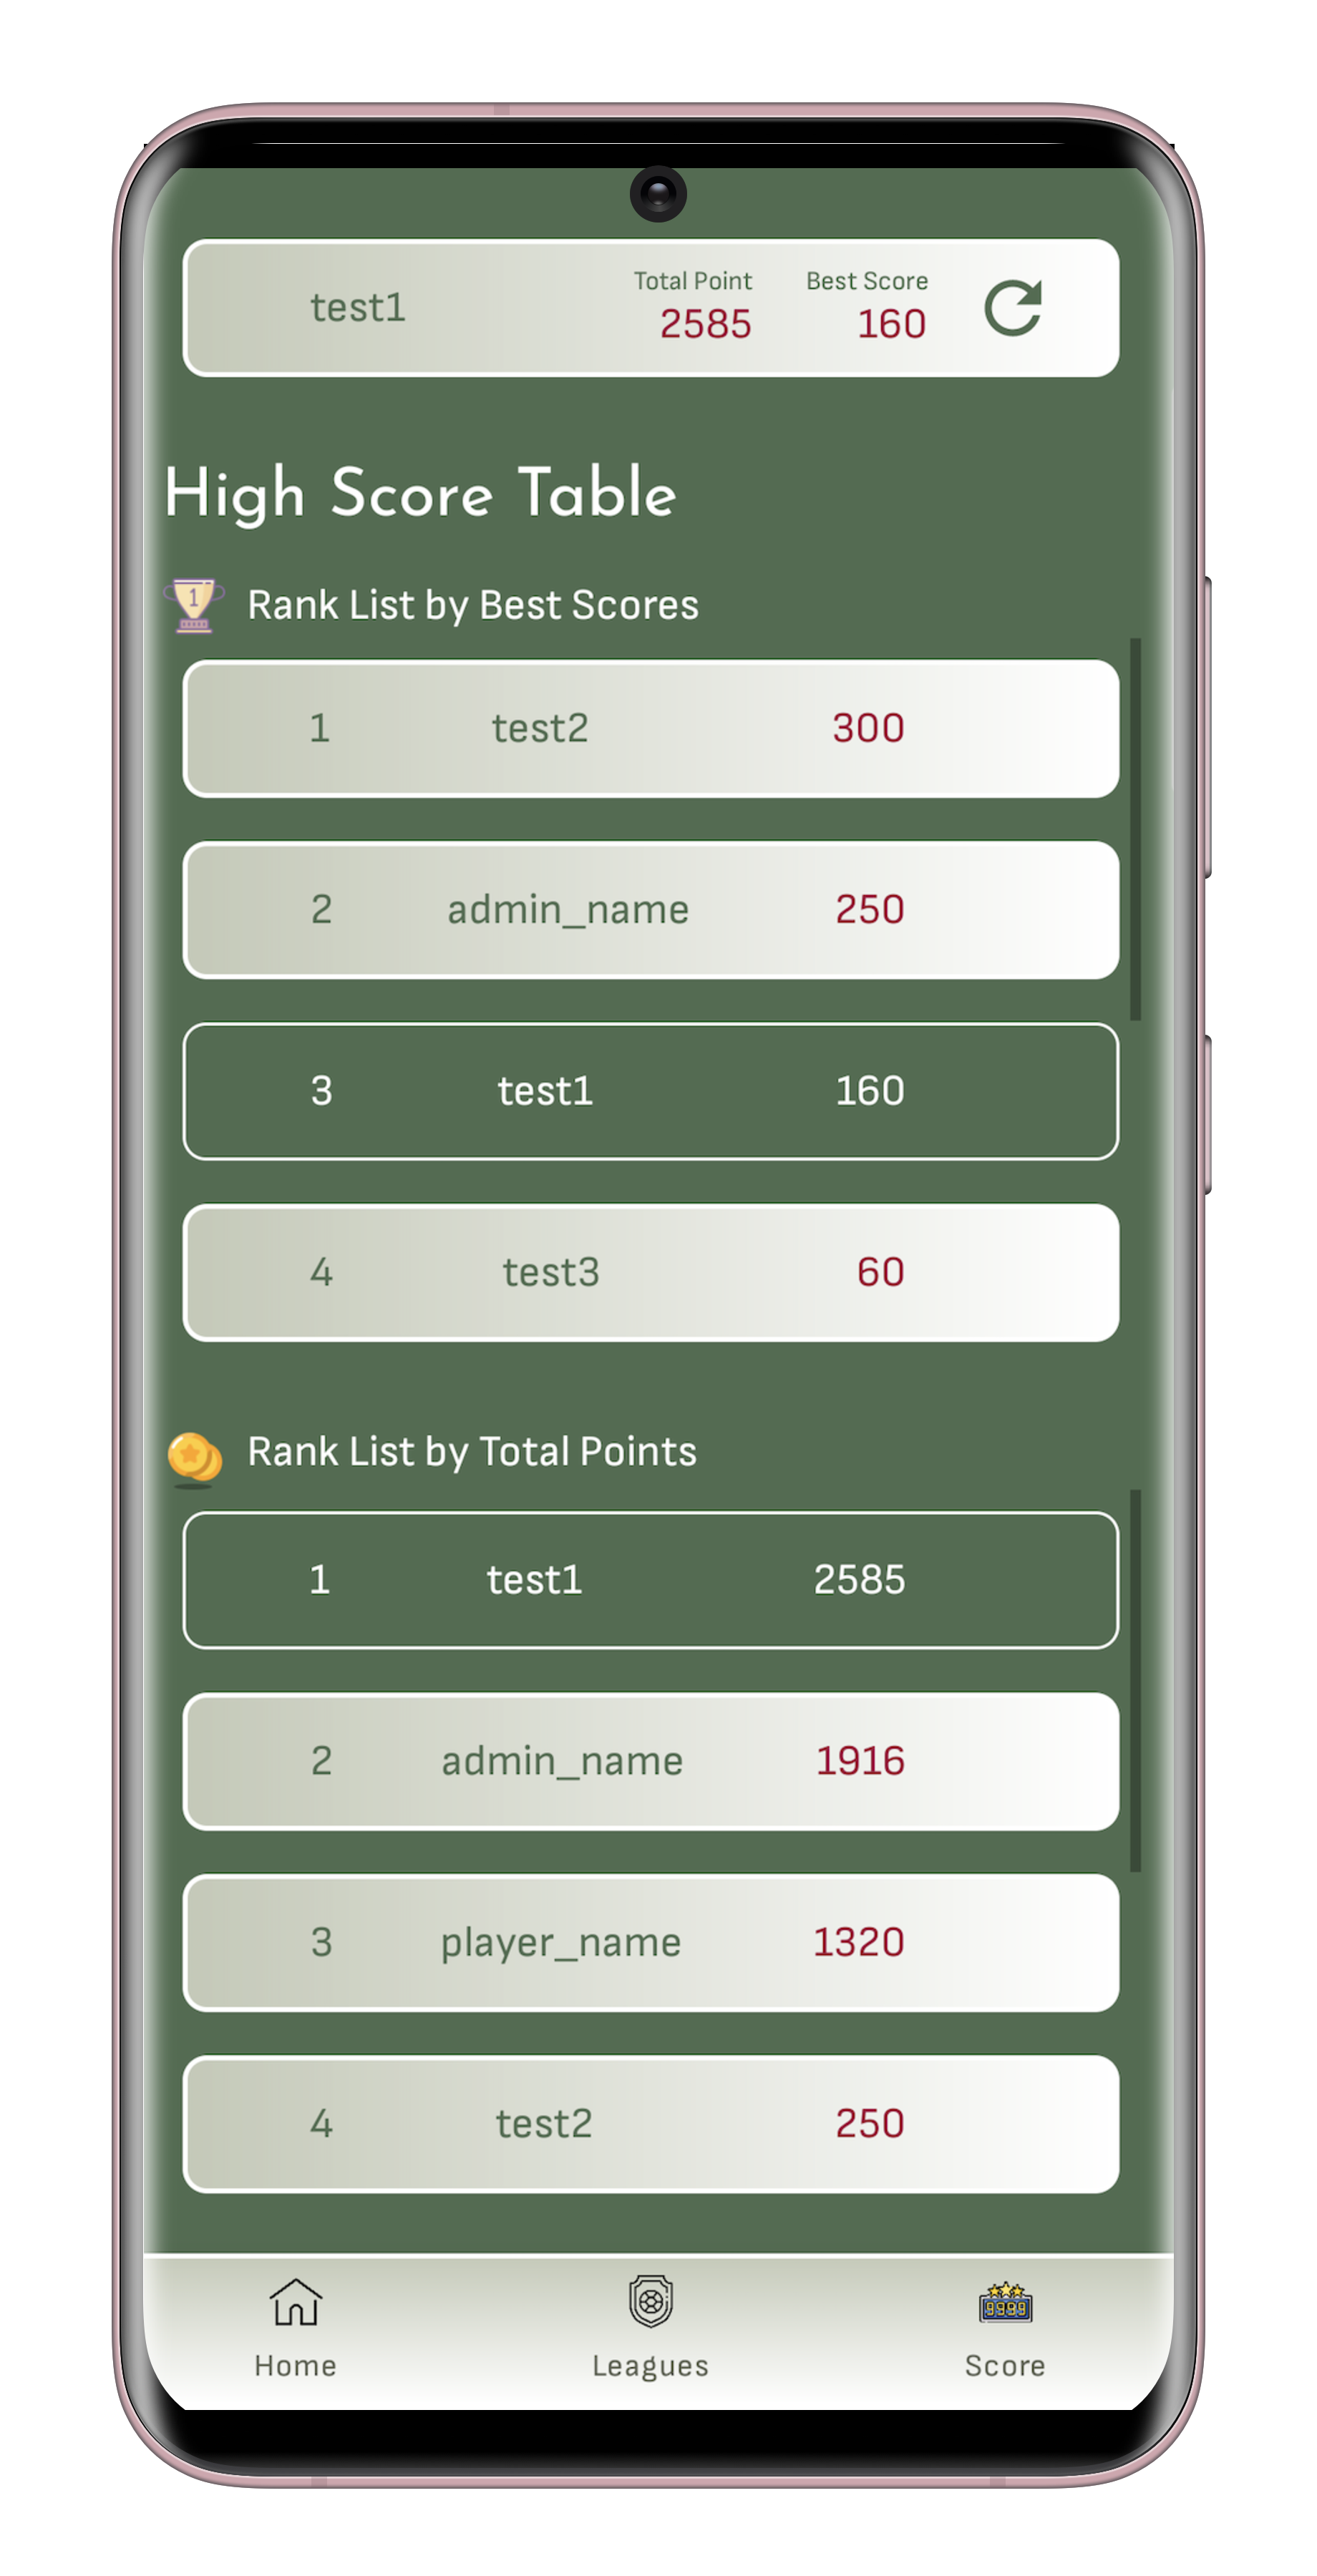 test1 Total Point Best Score
2585 160
High Score Table
1 Rank List by Best Scores
1 test2 300
2 admin_name 250
3 test1 160
4 test3 60
Rank List by Total Points
1 test1 2585
2 admin_name 1916
3 player_name 1320
4 test2 250
9999
Home Leagues Score